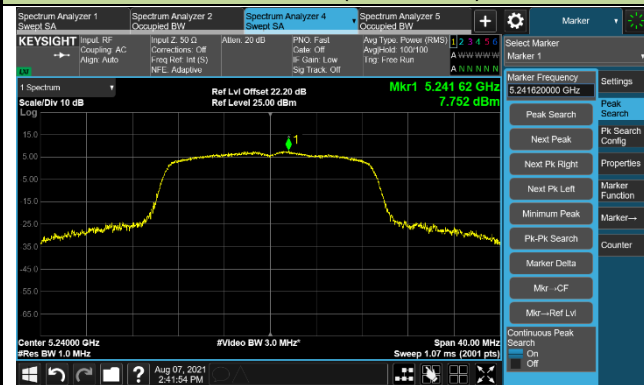 Spectrum Analyzer 1
Swept SA
Spectrum Analyzer 2
Occupied BW
Spectrum Analyzer 4
Swept SA
Spectrum Analyzer 5
Occupied BW
+
Marker
KEYSIGHT
Input: RF
Coupling: AC
Align: Auto
Input Z: 50 Ω
Corrections: Off
Freq Ref: Int (S)
NFE: Adaptive
Atten: 20 dB
PNO: Fast
Gate: Off
IF Gain: Low
Sig Track: Off
Avg Type: Power (RMS)
Avg|Hold: 100/100
Trig: Free Run
1 2 3 4 5 6
A W W W W W
A N N N N N
Select Marker
Marker 1
1 Spectrum
Scale/Div 10 dB
Log
Ref Lvl Offset 22.20 dB
Ref Level 25.00 dBm
Mkr1 5.241 62 GHz
7.752 dBm
15.0
5.00
-5.00
-15.0
-25.0
-35.0
-45.0
-55.0
-65.0
1
Center 5.24000 GHz
#Res BW 1.0 MHz
#Video BW 3.0 MHz*
Span 40.00 MHz
Sweep 1.07 ms (2001 pts)
Marker Frequency
5.241620000 GHz
Peak Search
Next Peak
Next Pk Right
Next Pk Left
Minimum Peak
Pk-Pk Search
Marker Delta
Mkr→CF
Mkr→Ref Lvl
Continuous Peak
Search
On
Off
Settings
Peak
Search
Pk Search
Config
Properties
Marker
Function
Marker→
Counter
?
Aug 07, 2021
2:41:54 PM